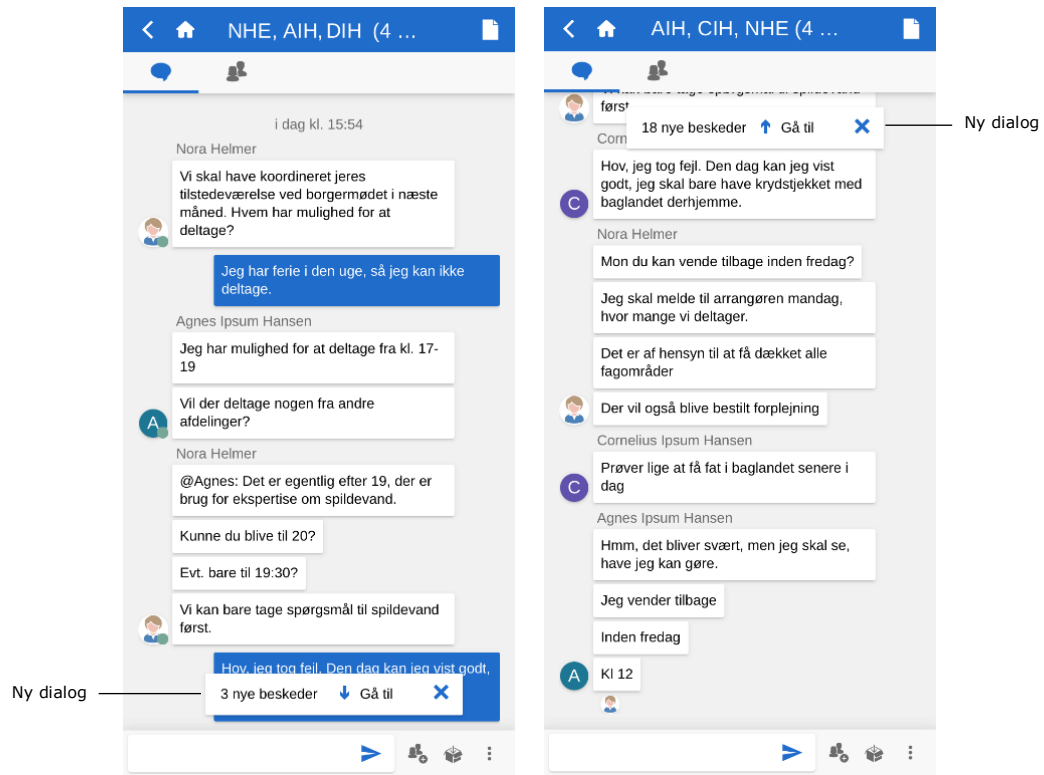 NHE, AIH, DIH (4 ...
i dag kl. 15:54
Nora Helmer
Vi skal have koordineret jeres
tilstedeværelse ved borgermødet i næste
måned. Hvem har mulighed for at
deltage?
Jeg har ferie i den uge, så jeg kan ikke
deltage.
Agnes Ipsum Hansen
Jeg har mulighed for at deltage fra kl. 17-
19
Vil der deltage nogen fra andre
afdelinger?
A
Nora Helmer
@Agnes: Det er egentlig efter 19, der er
brug for ekspertise om spildevand.
Kunne du blive til 20?
Evt. bare til 19:30?
Vi kan bare tage spørgsmål til spildevand
først.
Hov, jeg tog fejl. Den dag kan jeg vist godt,
Ny dialog
3 nye beskeder Gå til
AIH, CIH, NHE (4 ...
kan bare tage spørgsmål til spildevand
først
18 nye beskeder Gå til
Ny dialog
Corn
Hov, jeg tog fejl. Den dag kan jeg vist
godt, jeg skal bare have krydstjekket med
baglandet derhjemme.
C
Nora Helmer
Mon du kan vende tilbage inden fredag?
Jeg skal melde til arrangøren mandag,
hvor mange vi deltager.
Det er af hensyn til at få dækket alle
fagområder
Der vil også blive bestilt forplejning
Cornelius Ipsum Hansen
Prøver lige at få fat i baglandet senere i
dag
C
Agnes Ipsum Hansen
Hmm, det bliver svært, men jeg skal se,
have jeg kan gøre.
Jeg vender tilbage
Inden fredag
A
Kl 12